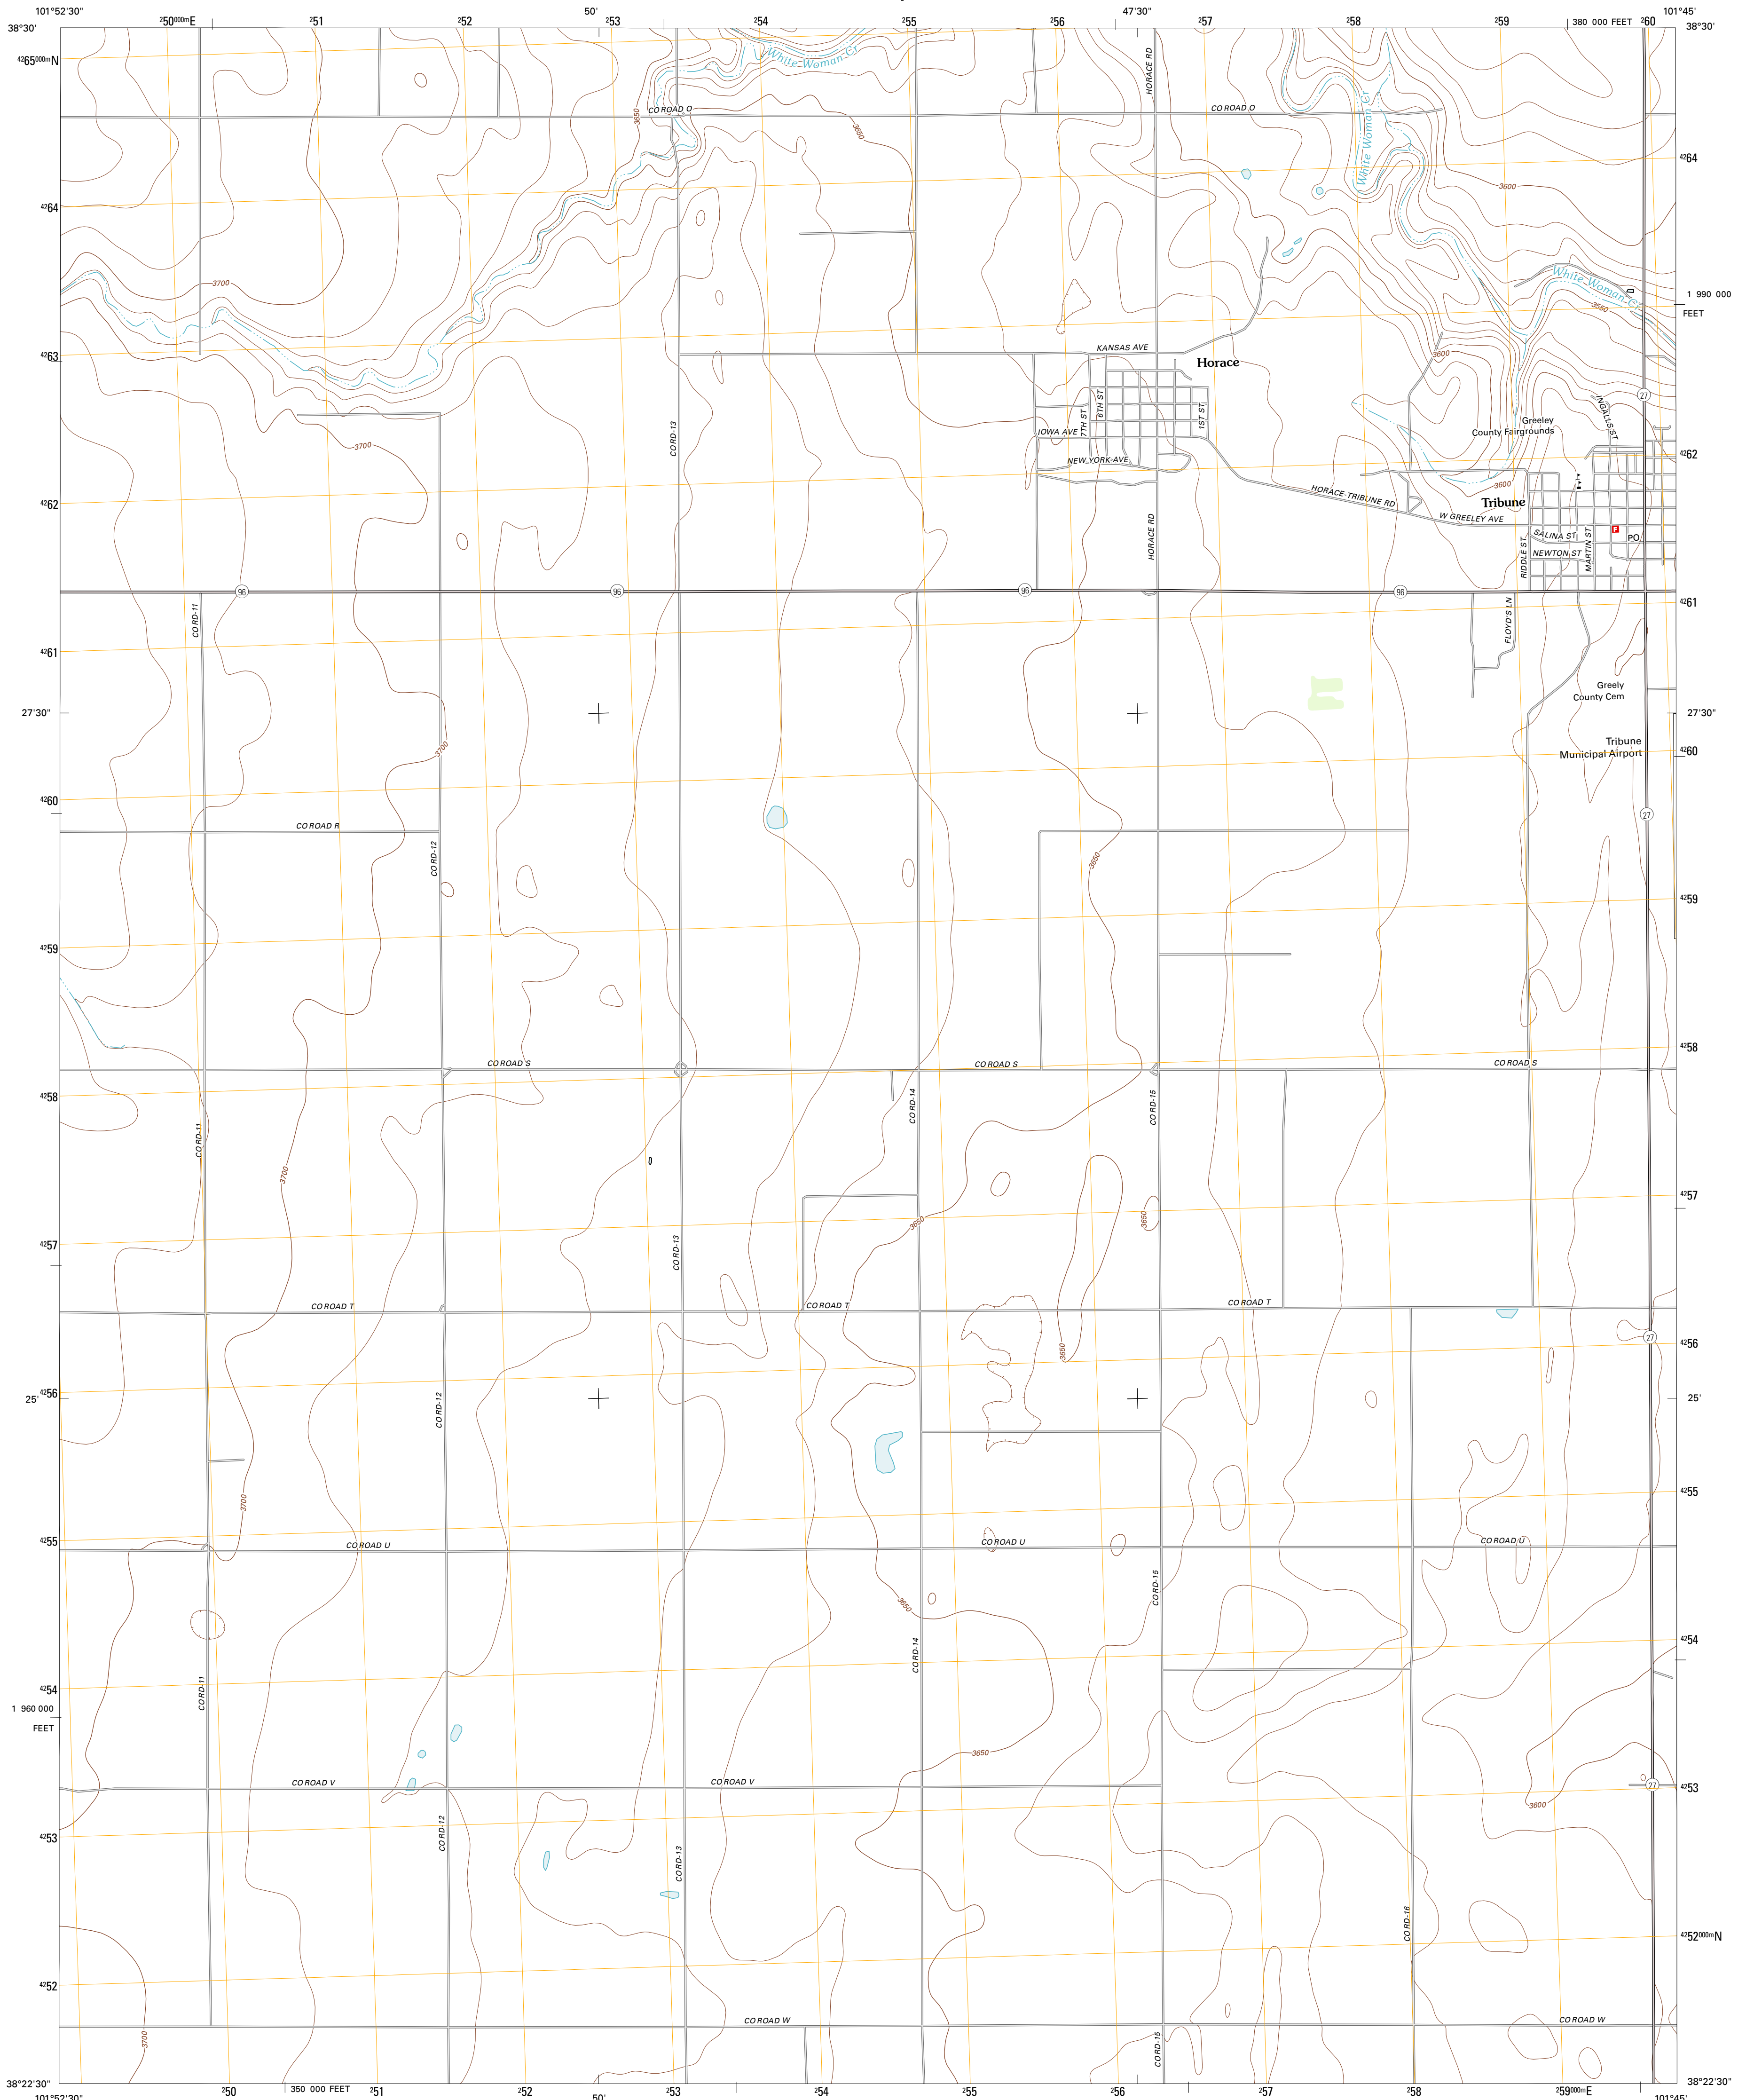 101°52'30"
²50⁰⁰⁰ᵐE
²51
²52
50'
²53
²54
²55
²56
47'30"
²57
²58
²59
380 000 FEET
²60
101°45'
38°30'
38°30'
⁴²65⁰⁰⁰ᵐN
White Woman Cr
HORACE RD
CO ROAD O
CO ROAD O
3650
3650
White Woman Cr
⁴²64
3600
⁴²64
White Woman Cr
3700
1 990 000
FEET
3550
⁴²63
KANSAS AVE
Horace
3600
27
INGALLS ST
6TH ST
7TH ST
1ST ST
Greeley
County Fairgrounds
CO RD-13
IOWA AVE
3700
NEW YORK AVE
⁴²62
3600
HORACE-TRIBUNE RD
Tribune
⁴²62
W GREELEY AVE
F
SALINA ST
PO
HORACE RD
RIDDLE ST
NEWTON ST
MARTIN ST
96
96
96
96
⁴²61
CO RD-11
FLOYD'S LN
⁴²61
Greely
County Cem
27'30"
27'30"
3700
Tribune
Municipal Airport
⁴²60
⁴²60
27
CO ROAD R
CO RD-12
3650
⁴²59
⁴²59
⁴²58
CO ROAD S
CO ROAD S
CO ROAD S
⁴²58
CO RD-14
CO RD-15
CO RD-11
3700
⁴²57
3650
3650
⁴²57
CO RD-13
CO ROAD T
CO ROAD T
CO ROAD T
27
⁴²56
3650
25'
⁴²56
25'
CO RD-12
⁴²55
3700
⁴²55
CO ROAD U
CO ROAD U
CO ROAD U
CO RD-15
3650
⁴²54
CO RD-14
⁴²54
CO RD-11
1 960 000
FEET
3650
CO ROAD V
CO ROAD V
27
⁴²53
3600
⁴²53
CO RD-12
CO RD-13
CO RD-16
⁴²52⁰⁰⁰ᵐN
⁴²52
CO ROAD W
CO ROAD W
3700
CO RD-15
38°22'30"
38°22'30"
²50
350 000 FEET
²51
²52
²53
²54
²55
²56
²57
²58
²59⁰⁰⁰ᵐE
101°52'30"
50'
101°45'